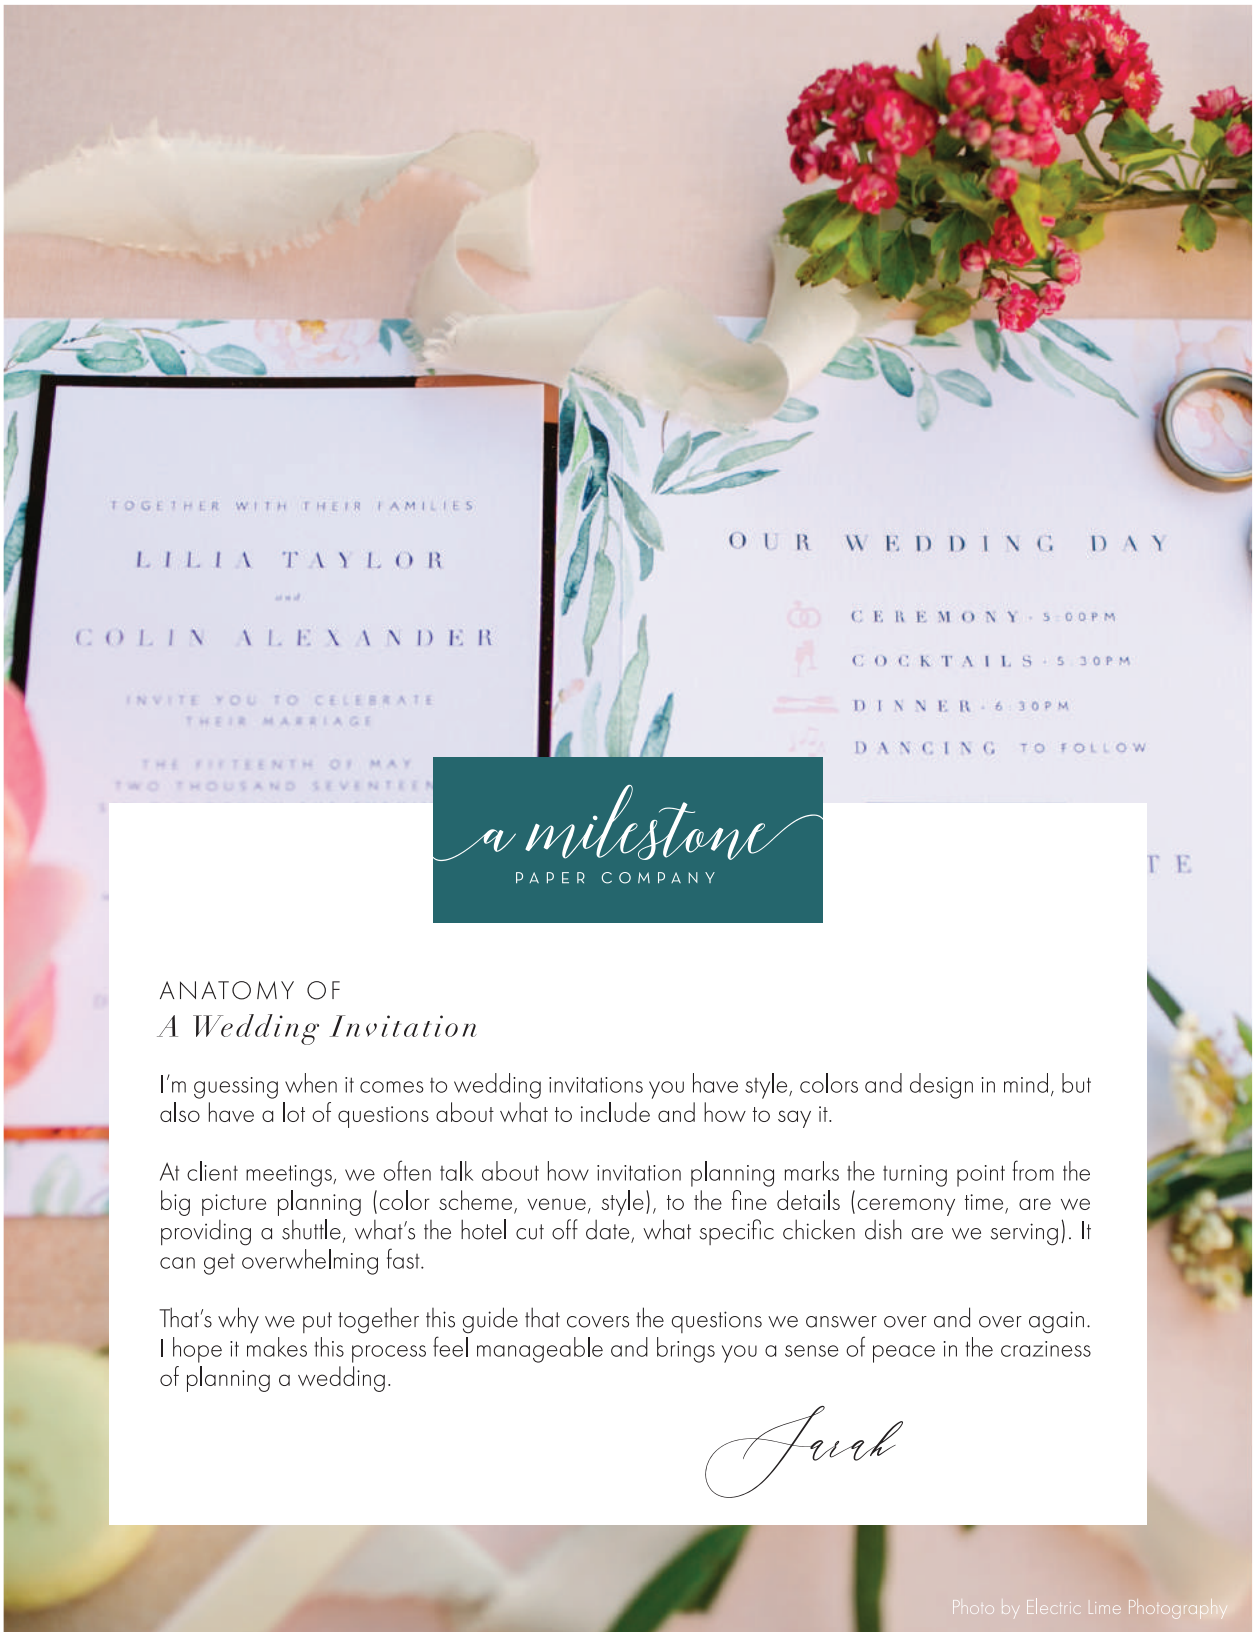 TOGETHER WITH THEIR FAMILIES
LILIA TAYLOR
and
COLIN ALEXANDER
INVITE YOU TO CELEBRATE
THEIR MARRIAGE
THE FIFTEENTH OF MAY
TWO THOUSAND SEVENTEEN
OUR WEDDING DAY
CEREMONY · 5:00PM
COCKTAILS · 5:30PM
DINNER · 6:30PM
DANCING TO FOLLOW
TE
a milestone
PAPER COMPANY
ANATOMY OF
A Wedding Invitation
I'm guessing when it comes to wedding invitations you have style, colors and design in mind, but
also have a lot of questions about what to include and how to say it.
At client meetings, we often talk about how invitation planning marks the turning point from the
big picture planning (color scheme, venue, style), to the fine details (ceremony time, are we
providing a shuttle, what's the hotel cut off date, what specific chicken dish are we serving). It
can get overwhelming fast.
That's why we put together this guide that covers the questions we answer over and over again.
I hope it makes this process feel manageable and brings you a sense of peace in the craziness
of planning a wedding.
Sarah
Photo by Electric Lime Photography